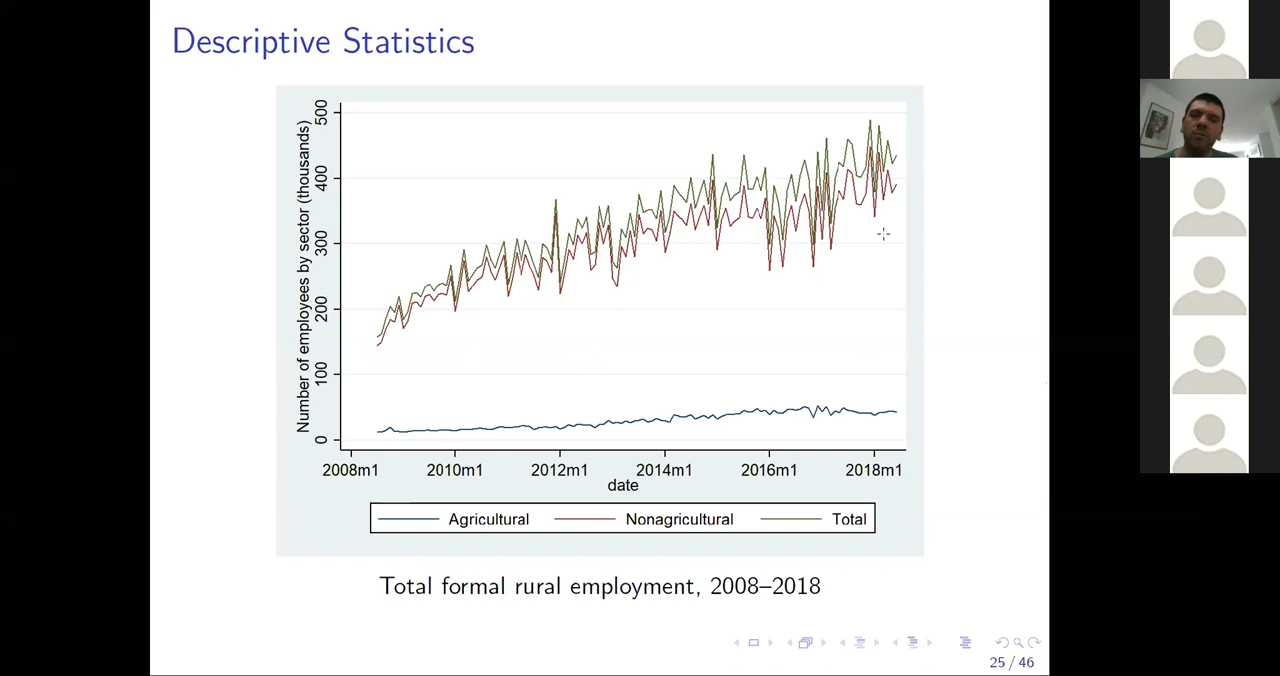 Descriptive Statistics
Number of employees by sector (thousands)
500
400
300
200
100
0
2008m1 2010m1 2012m1 2014m1 2016m1 2018m1
date
Agricultural Nonagricultural Total
Total formal rural employment, 2008–2018
25 / 46